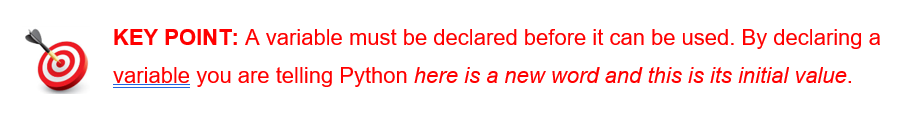 KEY POINT: A variable must be declared before it can be used. By declaring a
variable you are telling Python here is a new word and this is its initial value.